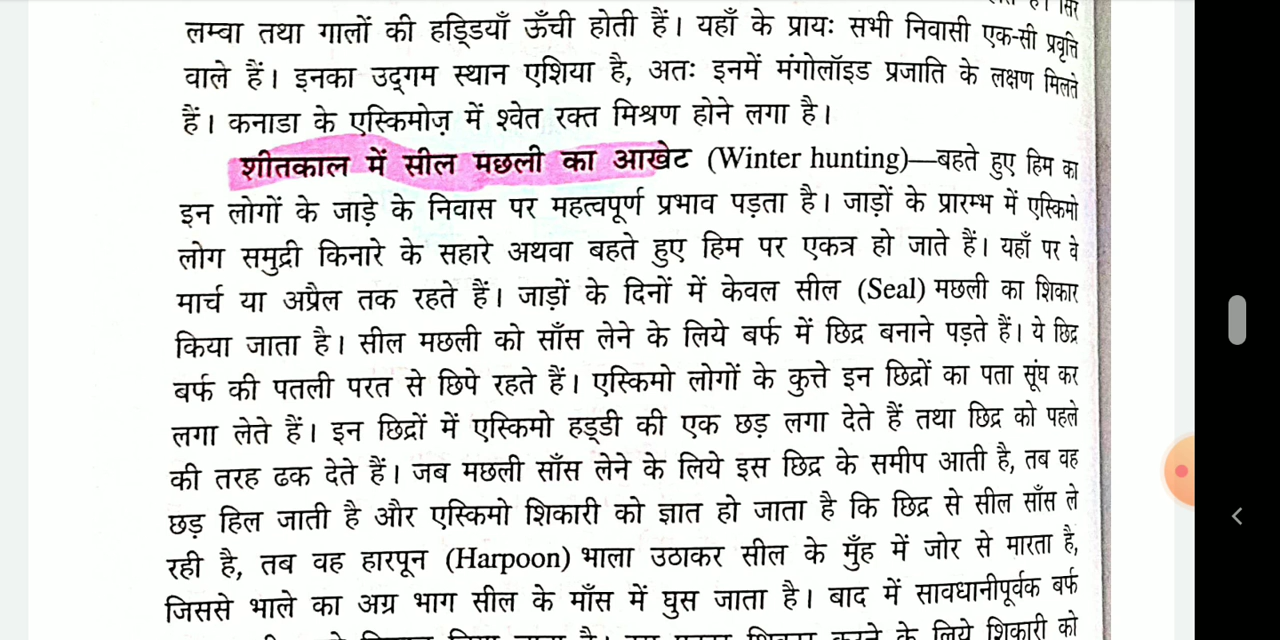 सिर
लम्वा तथा गालों की हड्डियाँ ऊँची होती हैं। यहाँ के प्रायः सभी निवासी एक-सी प्रवृत्ति
वाले हैं। इनका उद्गम स्थान एशिया है, अतः इनमें मंगोलॉइड प्रजाति के लक्षण मिलते
हैं। कनाडा के एस्किमोज़ में श्वेत रक्त मिश्रण होने लगा है।
शीतकाल में सील मछली का आखेट (Winter hunting)—बहते हुए हिम का
इन लोगों के जाड़े के निवास पर महत्वपूर्ण प्रभाव पड़ता है। जाड़ों के प्रारम्भ में एस्किमो
लोग समुद्री किनारे के सहारे अथवा बहते हुए हिम पर एकत्र हो जाते हैं। यहाँ पर वे
मार्च या अप्रैल तक रहते हैं। जाड़ों के दिनों में केवल सील (Seal) मछली का शिकार
किया जाता है। सील मछली को साँस लेने के लिये बर्फ में छिद्र बनाने पड़ते हैं। ये छिद्र
बर्फ की पतली परत से छिपे रहते हैं। एस्किमो लोगों के कुत्ते इन छिद्रों का पता सूंघ कर
लगा लेते हैं। इन छिद्रों में एस्किमो हड्डी की एक छड़ लगा देते हैं तथा छिद्र को पहले
की तरह ढक देते हैं। जब मछली साँस लेने के लिये इस छिद्र के समीप आती है, तब वह
छड़ हिल जाती है और एस्किमो शिकारी को ज्ञात हो जाता है कि छिद्र से सील साँस ले
रही है, तब वह हारपून (Harpoon) भाला उठाकर सील के मुँह में जोर से मारता है,
जिससे भाले का अग्र भाग सील के माँस में घुस जाता है। बाद में सावधानीपूर्वक बर्फ
के लिये शिकारी को